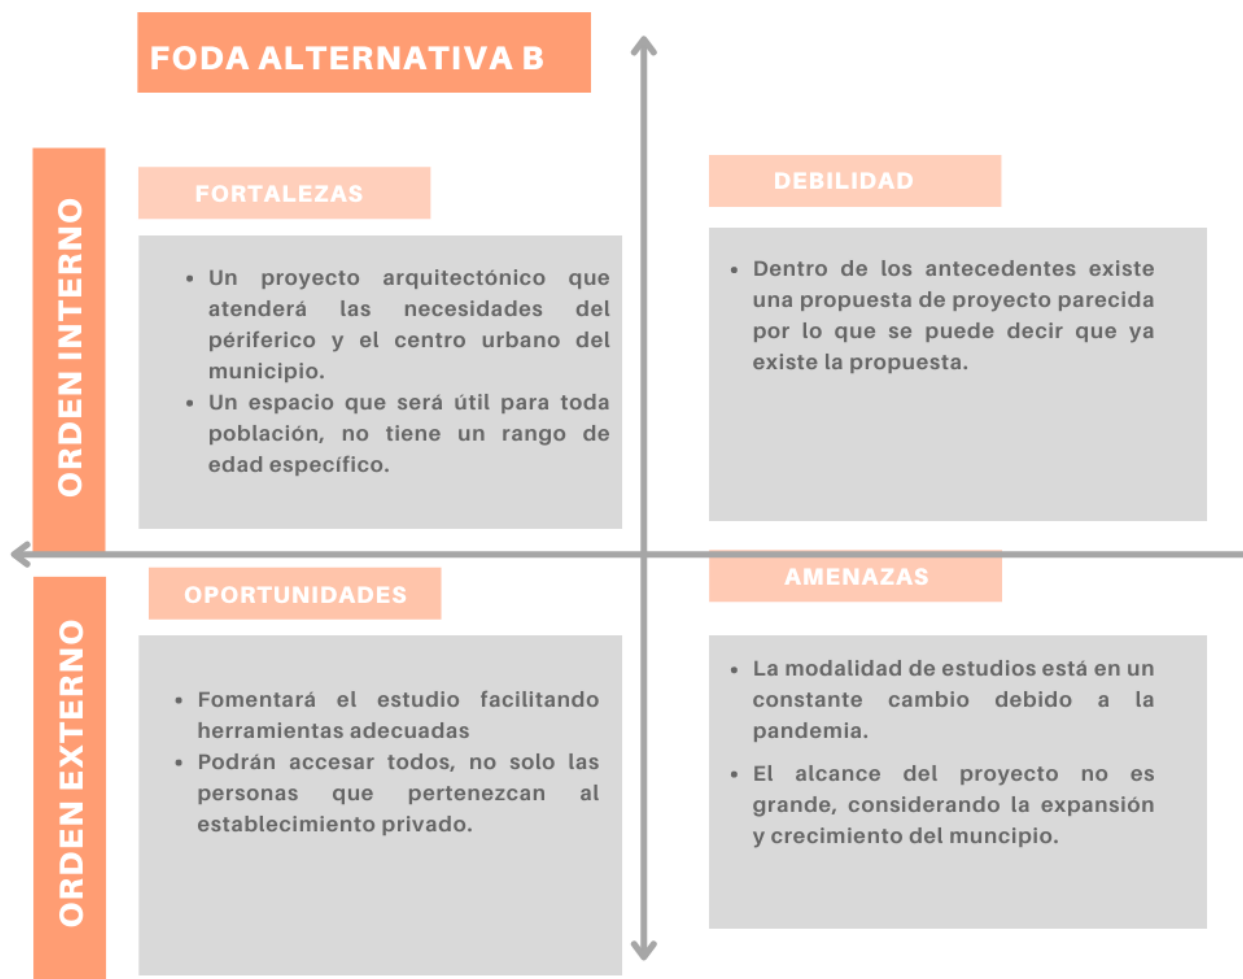 FODA ALTERNATIVA B
ORDEN INTERNO
FORTALEZAS
• Un proyecto arquitectónico que
atenderá las necesidades del
périferico y el centro urbano del
municipio.
• Un espacio que será útil para toda
población, no tiene un rango de
edad específico.
DEBILIDAD
• Dentro de los antecedentes existe
una propuesta de proyecto parecida
por lo que se puede decir que ya
existe la propuesta.
ORDEN EXTERNO
OPORTUNIDADES
• Fomentará el estudio facilitando
herramientas adecuadas
• Podrán accesar todos, no solo las
personas que pertenezcan al
establecimiento privado.
AMENAZAS
• La modalidad de estudios está en un
constante cambio debido a la
pandemia.
• El alcance del proyecto no es
grande, considerando la expansión
y crecimiento del muncipio.